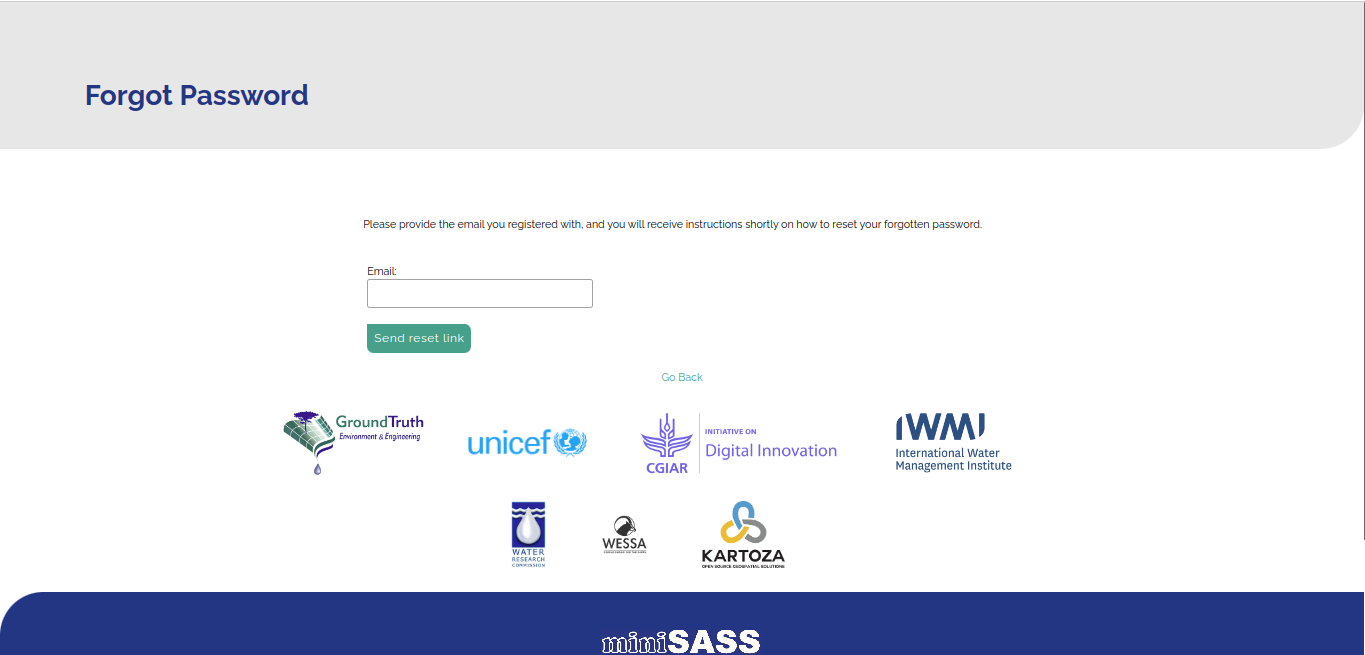 Forgot Password
Please provide the email you registered with, and you will receive instructions shortly on how to reset your forgotten password.
Email:
Send reset link
Go Back
GroundTruth
Environment & Engineering
unicef
CGIAR
INITIATIVE ON
Digital Innovation
IWMI
International Water
Management Institute
WATER
RESEARCH
COMMISSION
WESSA
KARTOZA
OPEN SOURCE GEOSPATIAL SOLUTIONS
miniSASS